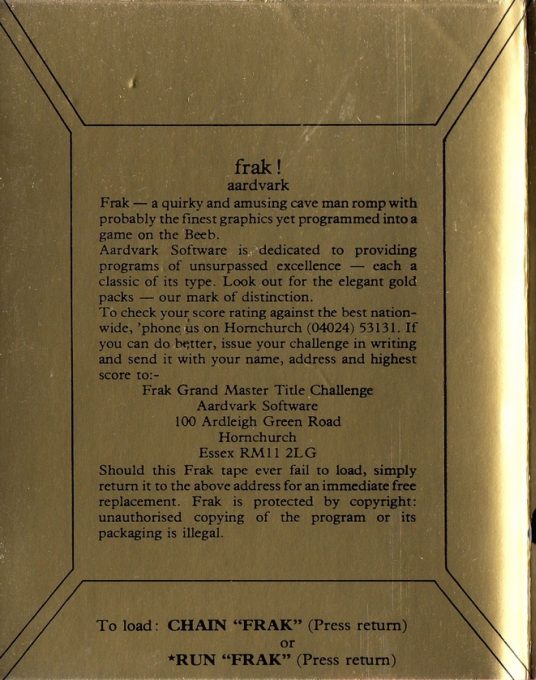 frak !
aardvark
Frak — a quirky and amusing cave man romp with
probably the finest graphics yet programmed into a
game on the Beeb.
Aardvark Software is dedicated to providing
programs of unsurpassed excellence — each a
classic of its type. Look out for the elegant gold
packs — our mark of distinction.
To check your score rating against the best nation-
wide, 'phone us on Hornchurch (04024) 53131. If
you can do better, issue your challenge in writing
and send it with your name, address and highest
score to:-
Frak Grand Master Title Challenge
Aardvark Software
100 Ardleigh Green Road
Hornchurch
Essex RM11 2LG
Should this Frak tape ever fail to load, simply
return it to the above address for an immediate free
replacement. Frak is protected by copyright:
unauthorised copying of the program or its
packaging is illegal.
To load: CHAIN “FRAK” (Press return)
or
*RUN “FRAK” (Press return)